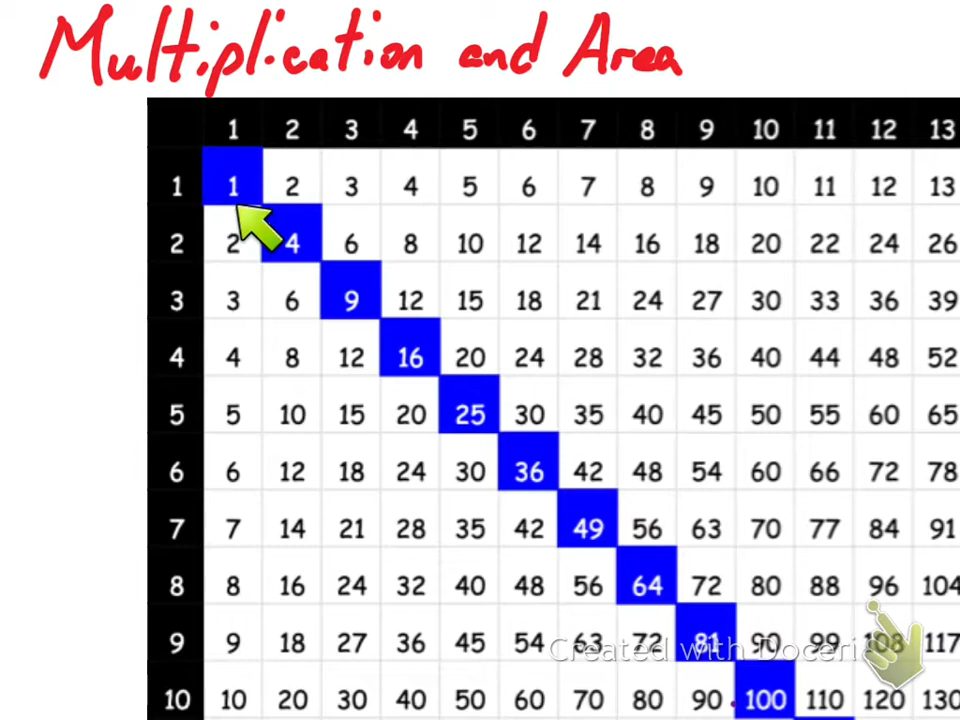 Multiplication and Area
1 2 3 4 5 6 7 8 9 10 11 12 13
1 1 2 3 4 5 6 7 8 9 10 11 12 13
2 2 4 6 8 10 12 14 16 18 20 22 24 26
3 3 6 9 12 15 18 21 24 27 30 33 36 39
4 4 8 12 16 20 24 28 32 36 40 44 48 52
5 5 10 15 20 25 30 35 40 45 50 55 60 65
6 6 12 18 24 30 36 42 48 54 60 66 72 78
7 7 14 21 28 35 42 49 56 63 70 77 84 91
8 8 16 24 32 40 48 56 64 72 80 88 96 104
9 9 18 27 36 45 54 63 72 81 90 99 108 117
Created with Doceri
10 10 20 30 40 50 60 70 80 90 100 110 120 130